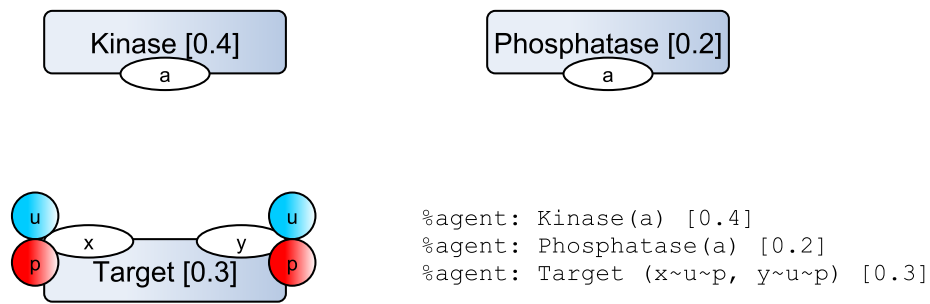 Kinase [0.4]
a
Phosphatase [0.2]
a
u
p
x
y
u
p
Target [0.3]
%agent: Kinase(a) [0.4]
%agent: Phosphatase(a) [0.2]
%agent: Target (x~u~p, y~u~p) [0.3]